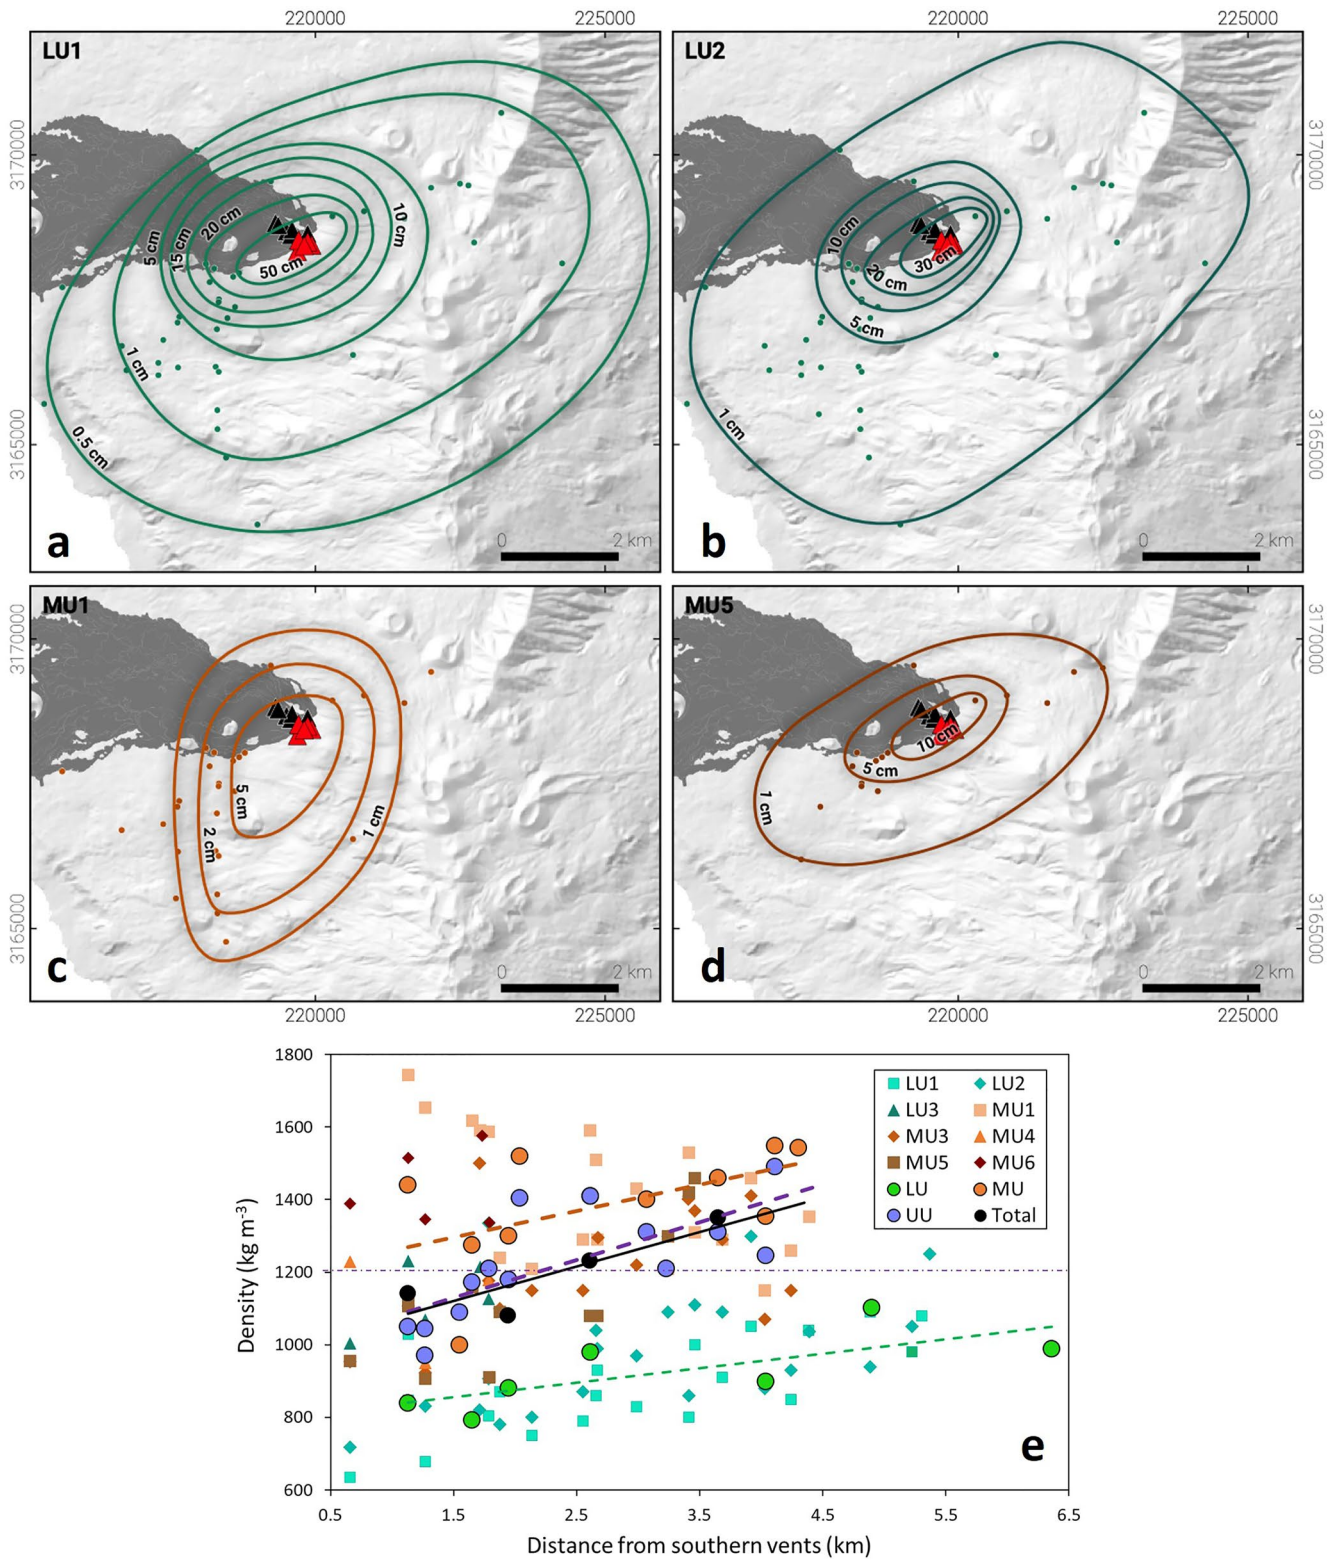 220000 225000 220000 225000
LU1 LU2
3170000 3170000
20 cm 10 cm
5 cm 15 cm 10 cm
50 cm 30 cm
20 cm
5 cm
1 cm
1 cm
3165000 3165000
0.5 cm
a 0 2 km b 0 2 km
MU1 MU5
3170000 3170000
10 cm
5 cm 5 cm
1 cm 1 cm
2 cm
3165000 3165000
c 0 2 km d 0 2 km
220000 225000 220000 225000
1800
LU1 LU2
LU3 MU1
1600
MU3 MU4
MU5 MU6
LU MU
UU Total
1400
Density (kg m-3)
1200
1000
800
e
600
0.5 1.5 2.5 3.5 4.5 5.5 6.5
Distance from southern vents (km)